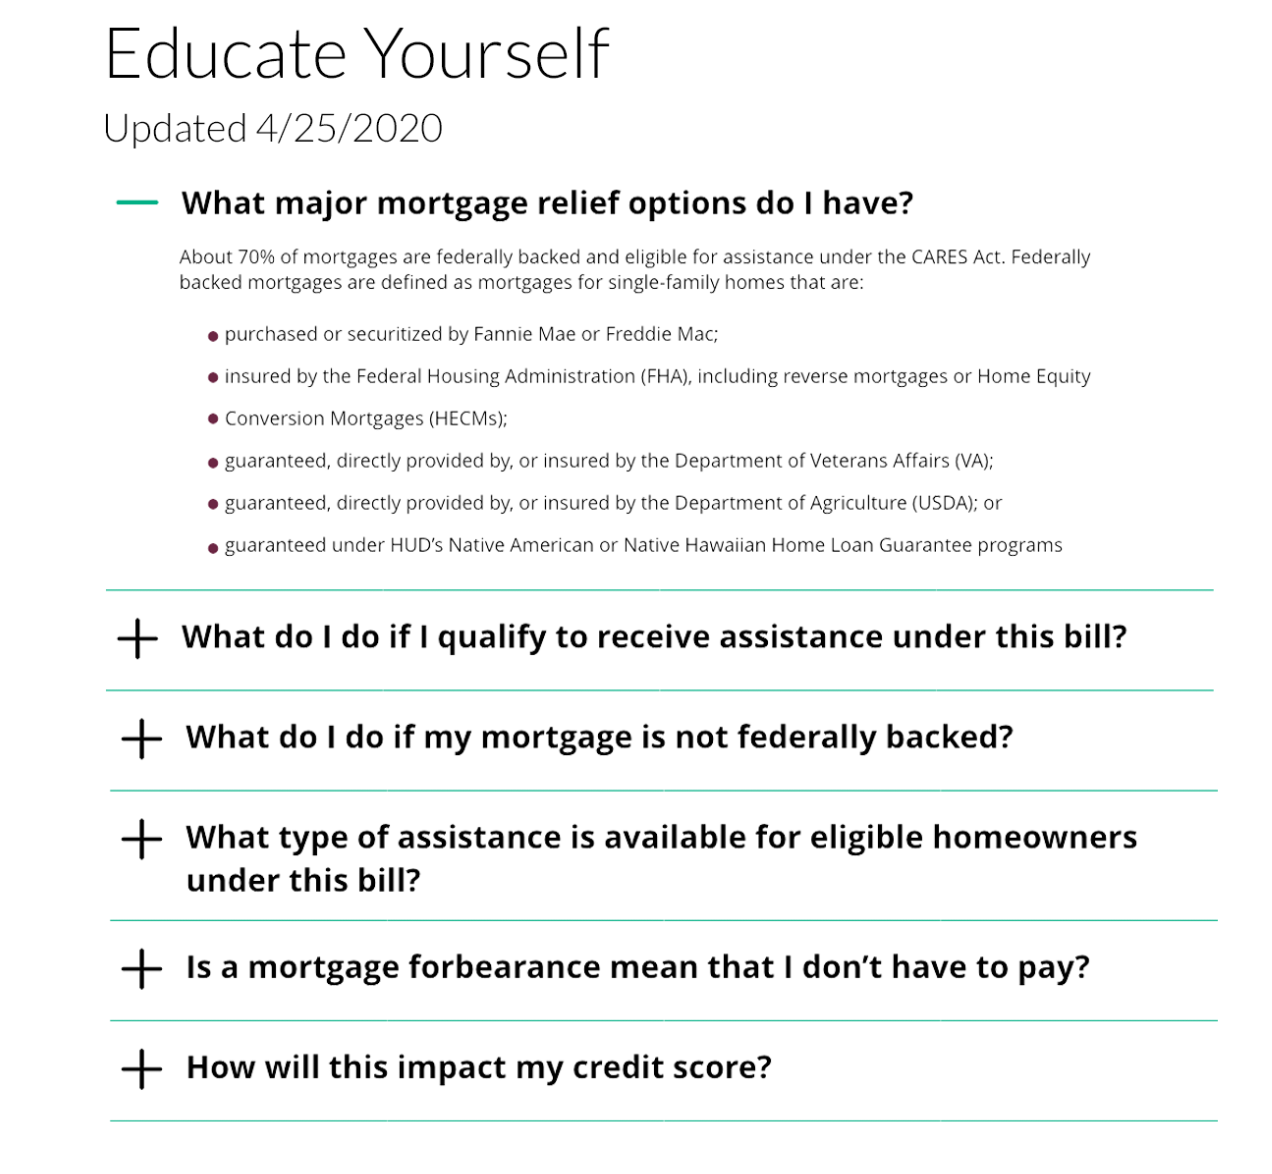 Educate Yourself
Updated 4/25/2020
What major mortgage relief options do I have?
About 70% of mortgages are federally backed and eligible for assistance under the CARES Act. Federally
backed mortgages are defined as mortgages for single-family homes that are:
purchased or securitized by Fannie Mae or Freddie Mac;
insured by the Federal Housing Administration (FHA), including reverse mortgages or Home Equity
Conversion Mortgages (HECMs);
guaranteed, directly provided by, or insured by the Department of Veterans Affairs (VA);
guaranteed, directly provided by, or insured by the Department of Agriculture (USDA); or
guaranteed under HUD’s Native American or Native Hawaiian Home Loan Guarantee programs
What do I do if I qualify to receive assistance under this bill?
What do I do if my mortgage is not federally backed?
What type of assistance is available for eligible homeowners
under this bill?
Is a mortgage forbearance mean that I don’t have to pay?
How will this impact my credit score?